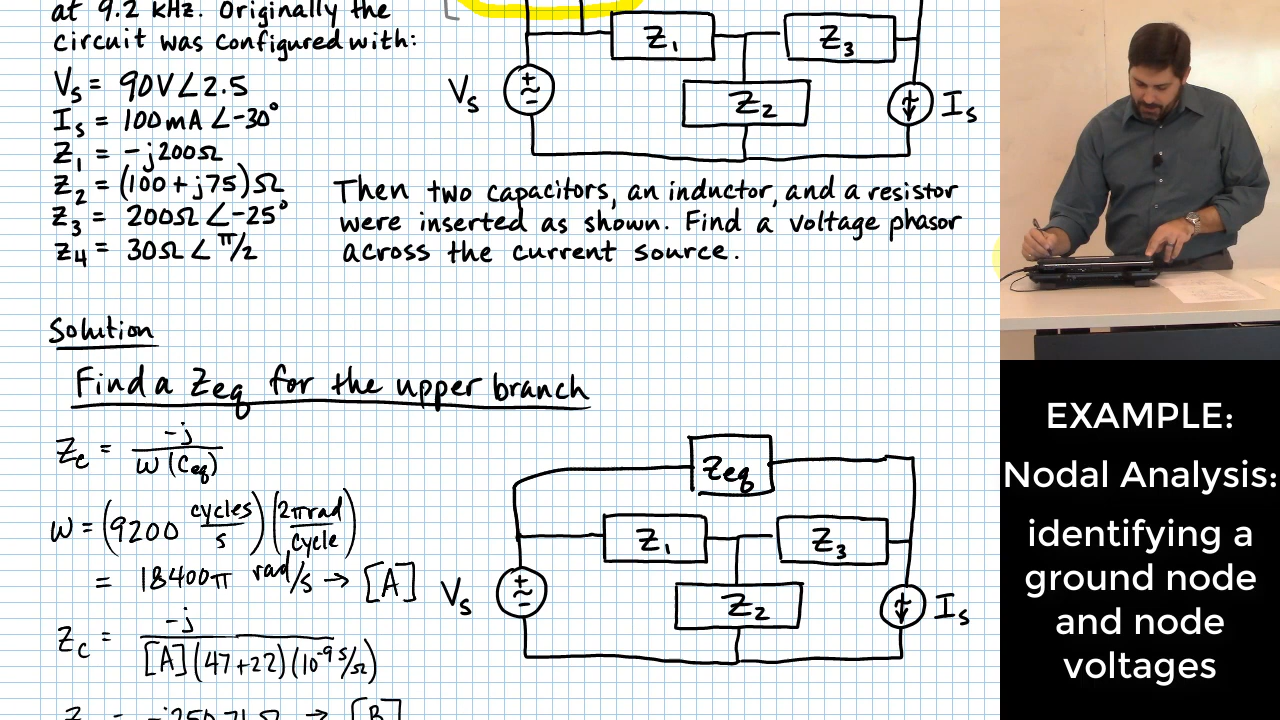 at 9.2 kHz. Originally the
circuit was configured with:
Vs = 90V∠2.5
Is = 100mA∠-30°
Z1 = -j200Ω
Z2 = (100+j75)Ω
Z3 = 200Ω∠-25°
Z4 = 30Ω∠π/2
Z1
Z3
Vs
+
~
-
Z2
Is
Then two capacitors, an inductor, and a resistor
were inserted as shown. Find a voltage phasor
across the current source.
Solution
Find a Zeq for the upper branch
Zc = -j / ω(Ceq)
ω = (9200 cycles/s)(2πrad/cycle)
= 18400π rad/s → [A]
Zc = -j / [A](47+22)(10^-9 s/Ω)
Zeq
Z1
Z3
Vs
+
~
-
Z2
Is
EXAMPLE:
Nodal Analysis:
identifying a
ground node
and node
voltages